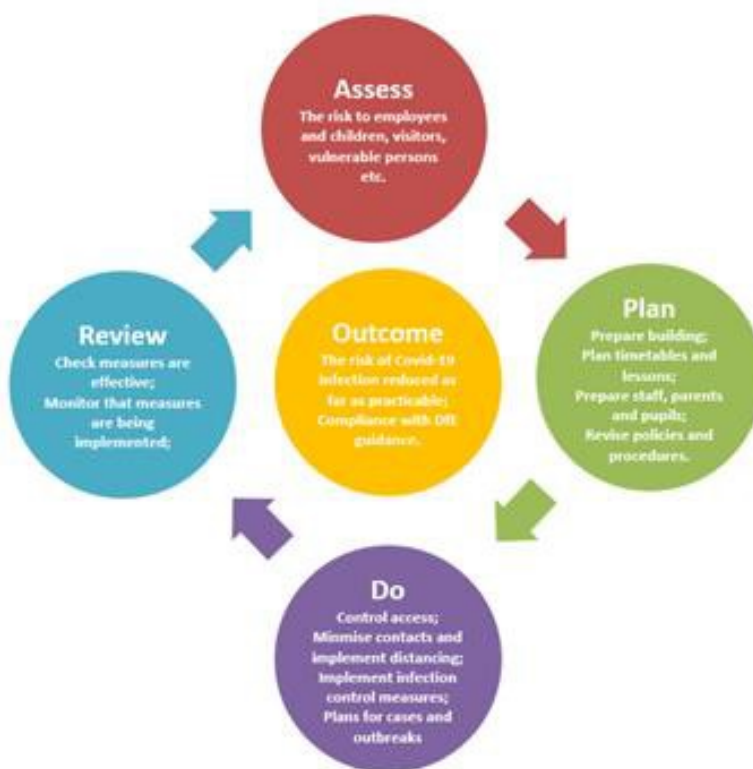 Assess
The risk to employees
and children, visitors,
vulnerable persons
etc.
Plan
Prepare building;
Plan timetables and
lessons;
Prepare staff, parents
and pupils;
Revise policies and
procedures.
Do
Control access;
Minmise contacts and
implement distancing;
Implement infection
control measures;
Plans for cases and
outbreaks
Review
Check measures are
effective;
Monitor that measures
are being
implemented;
Outcome
The risk of Covid-19
infection reduced as
far as practicable;
Compliance with DfE
guidance.